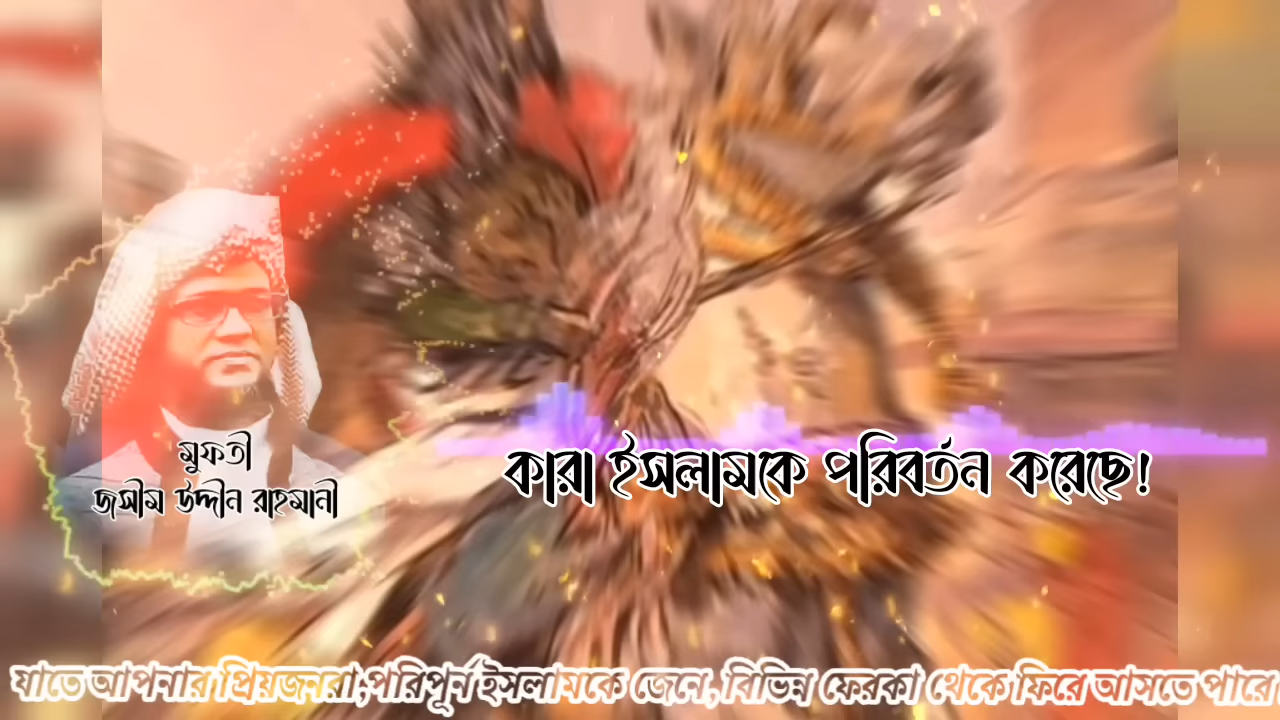 মুফতী
জসীম উদ্দীন রাহমানী
কারা ইসলামকে পরিবর্তন করেছে!
যাতে আপনার প্রিয়জনরা,পরিপূর্ন ইসলামকে জেনে, বিভিন্ন ফেরকা থেকে ফিরে আসতে পারে